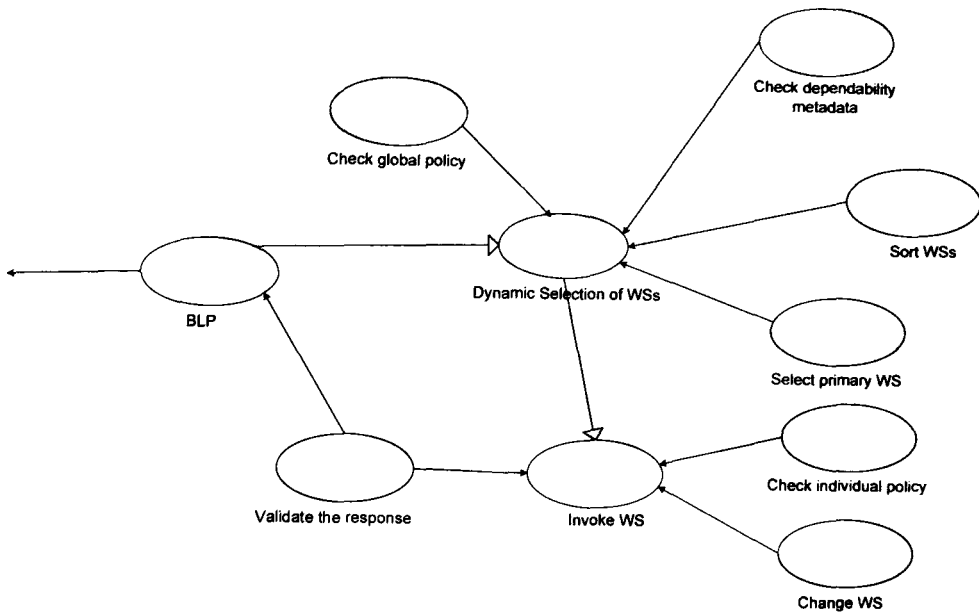 Check dependability
metadata
Check global policy
Sort WSs
Dynamic Selection of WSs
BLP
Select primary WS
Check individual policy
Validate the response
Invoke WS
Change WS